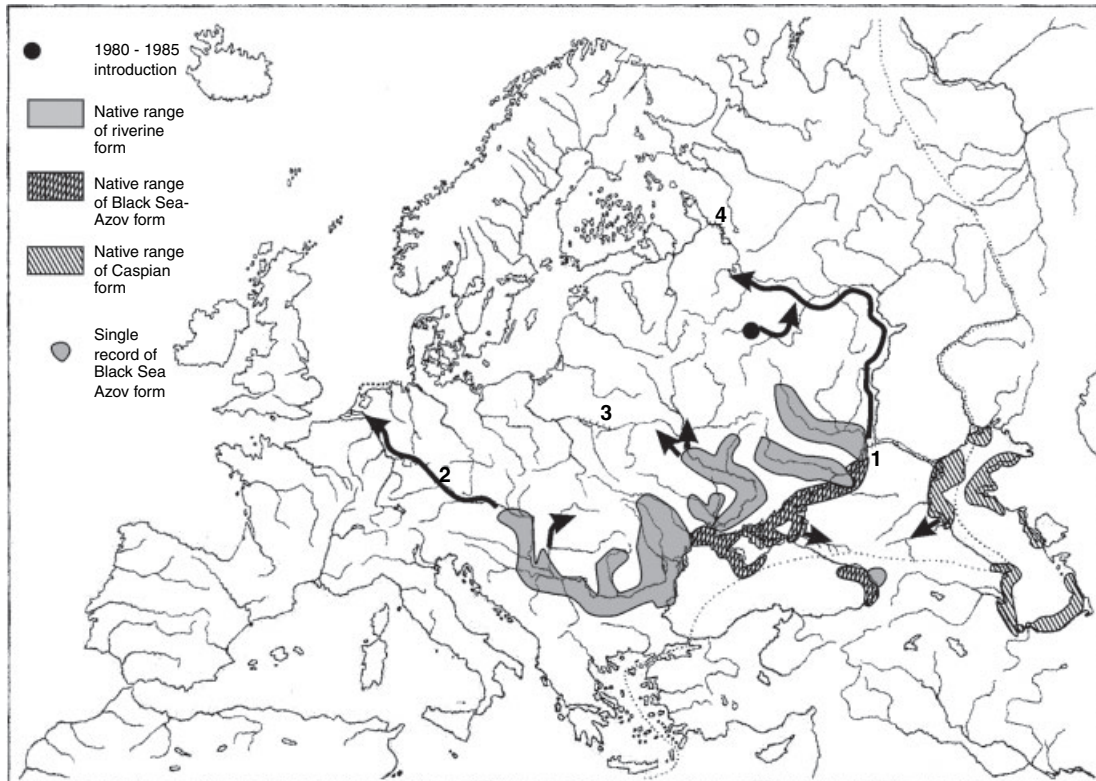 1980 - 1985
introduction
Native range
of riverine
form
Native range
of Black Sea-
Azov form
Native range
of Caspian
form
Single
record of
Black Sea
Azov form
4
3
1
2